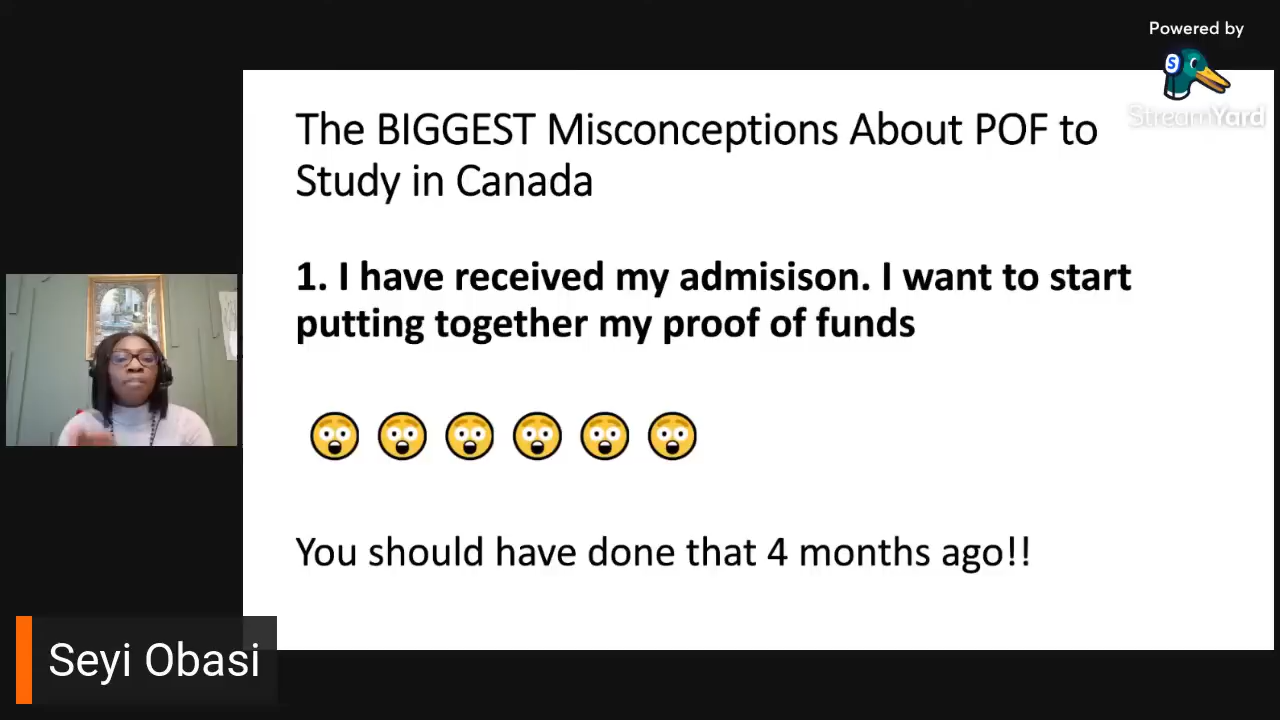 Powered by
S
StreamYard
The BIGGEST Misconceptions About POF to
Study in Canada
1. I have received my admisison. I want to start
putting together my proof of funds
You should have done that 4 months ago!!
Seyi Obasi